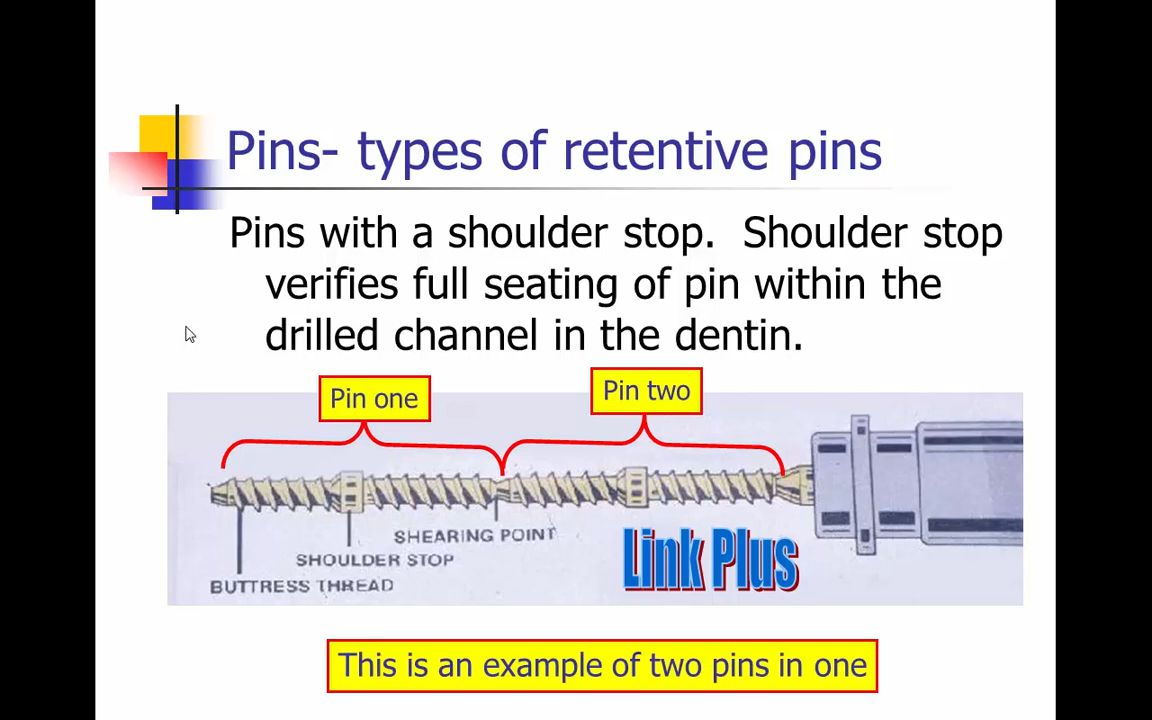 Pins- types of retentive pins
Pins with a shoulder stop.  Shoulder stop
verifies full seating of pin within the
drilled channel in the dentin.
Pin one
Pin two
SHEARING POINT
SHOULDER STOP
BUTTRESS THREAD
Link Plus
This is an example of two pins in one